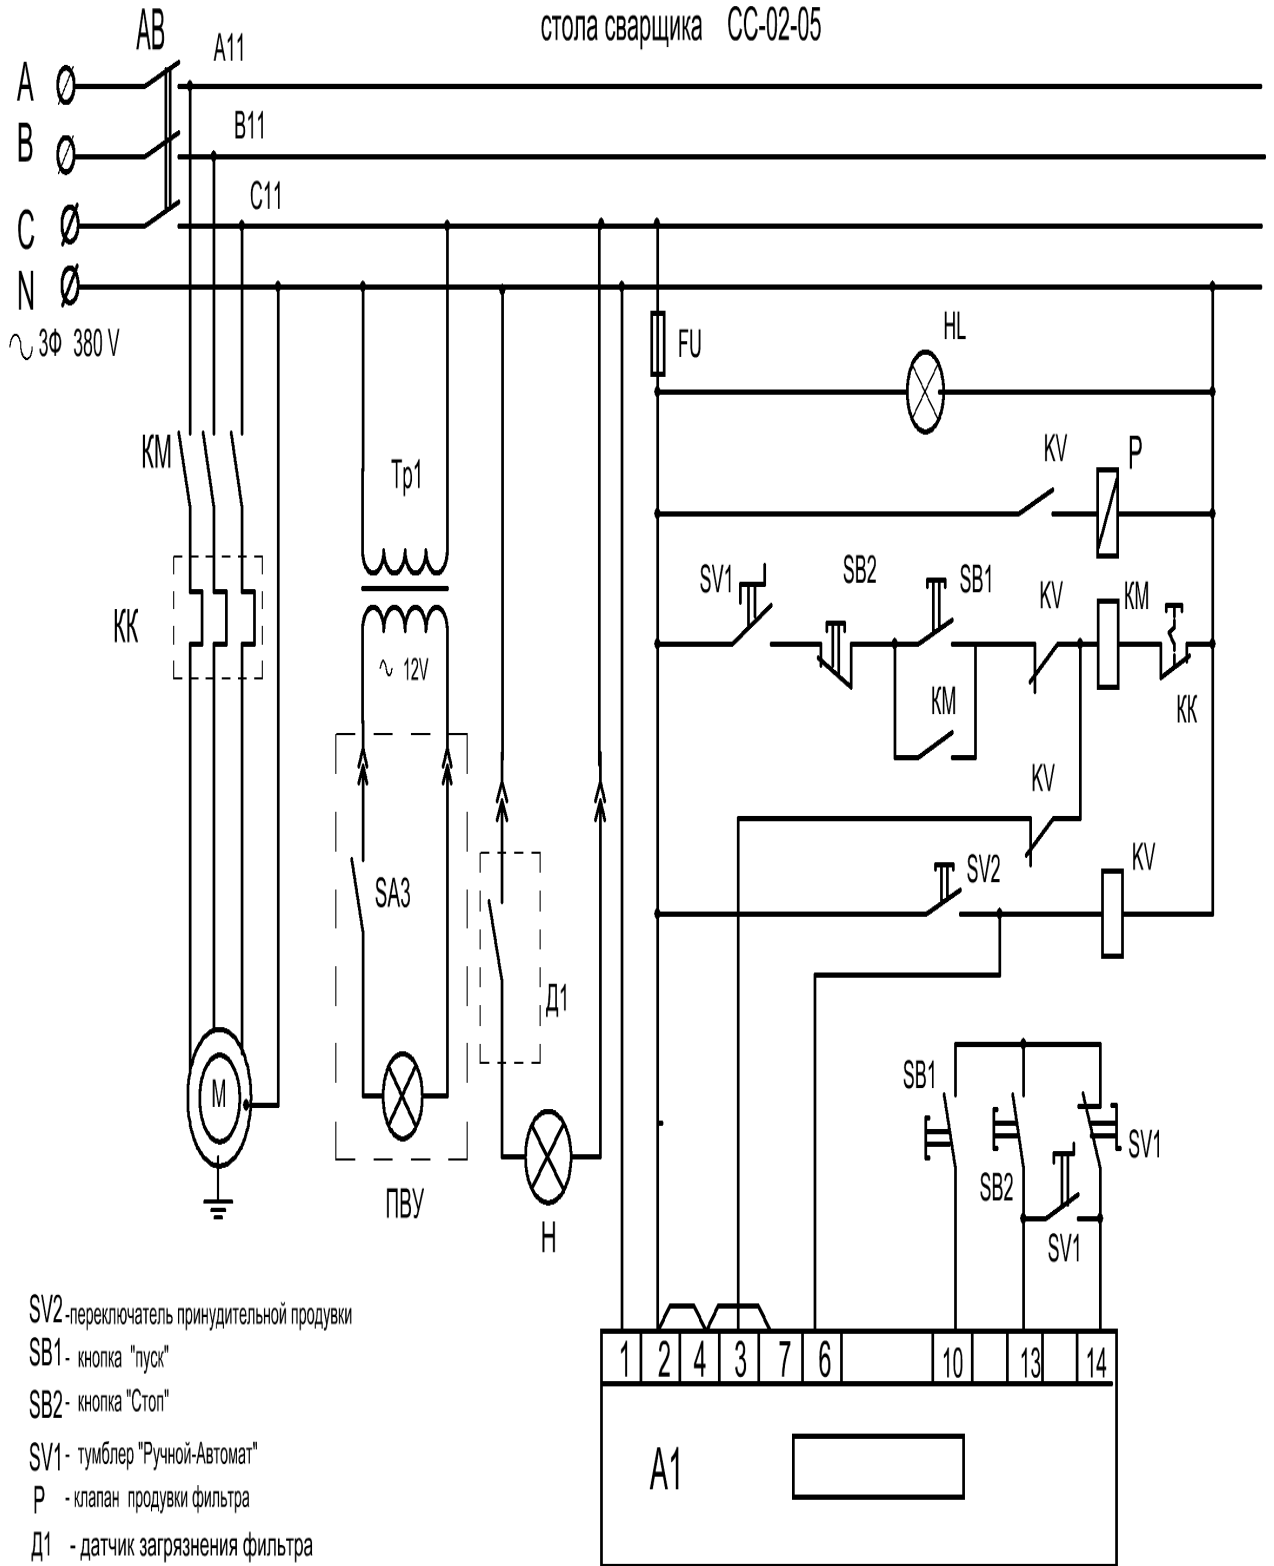 стола сварщика СС-02-05
АВ
А11
А
В11
В
С11
С
N
3Ф 380 V
FU
HL
КМ
Тр1
KV
Р
SV1
SB2
SB1
KV
КМ
КК
12V
КМ
КК
KV
SA3
SV2
KV
Д1
М
SB1
SB2
SV1
SV1
ПВУ
Н
SV2 -переключатель принудительной продувки
SB1 - кнопка "пуск"
SB2 - кнопка "Стоп"
SV1 - тумблер "Ручной-Автомат"
Р - клапан продувки фильтра
Д1 - датчик загрязнения фильтра
1 2 4 3 7 6 10 13 14
А1